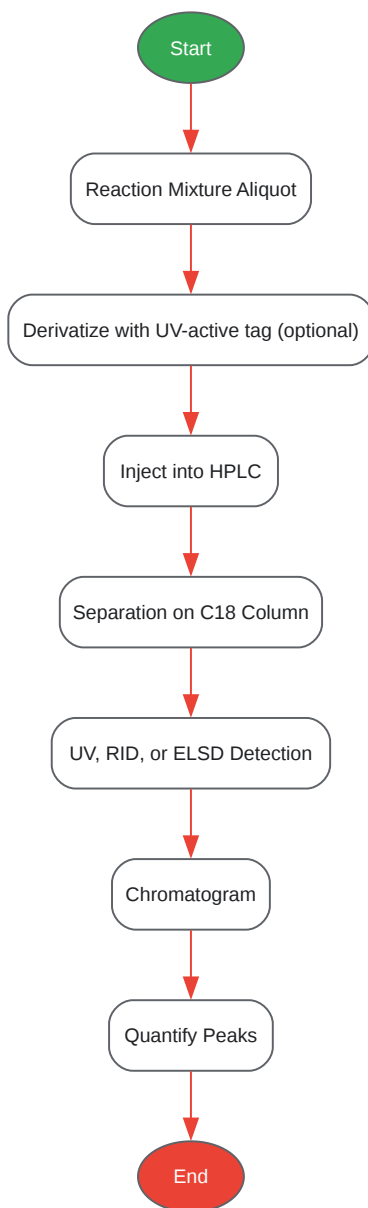 Start
Reaction Mixture Aliquot
Derivatize with UV-active tag (optional)
Inject into HPLC
Separation on C18 Column
UV, RID, or ELSD Detection
Chromatogram
Quantify Peaks
End